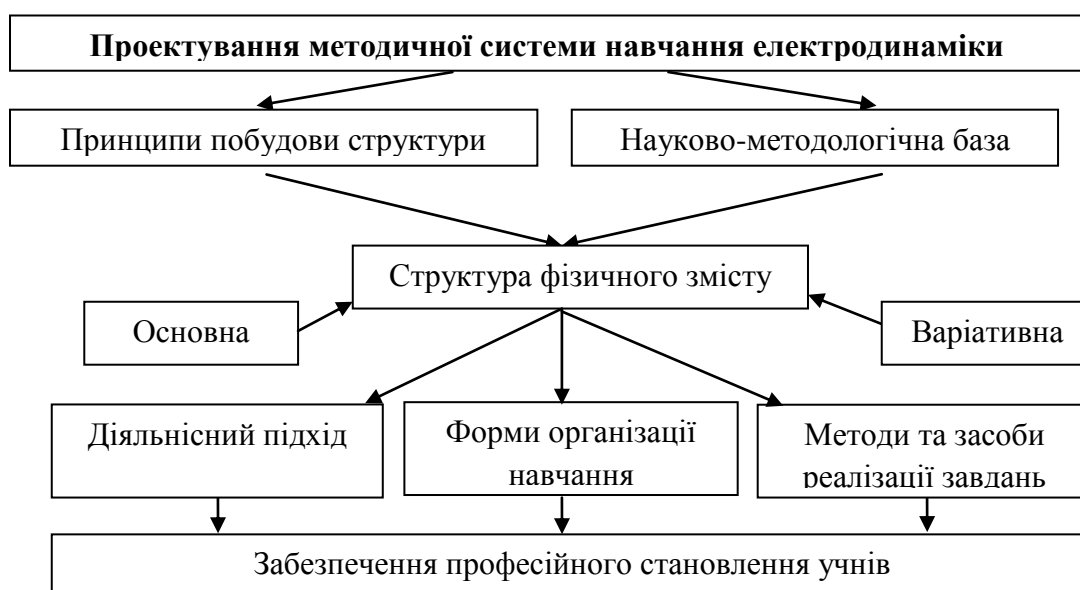 Проектування методичної системи навчання електродинаміки
Принципи побудови структури
Науково-методологічна база
Структура фізичного змісту
Основна
Варіативна
Діяльнісний підхід
Форми організації
навчання
Методи та засоби
реалізації завдань
Забезпечення професійного становлення учнів